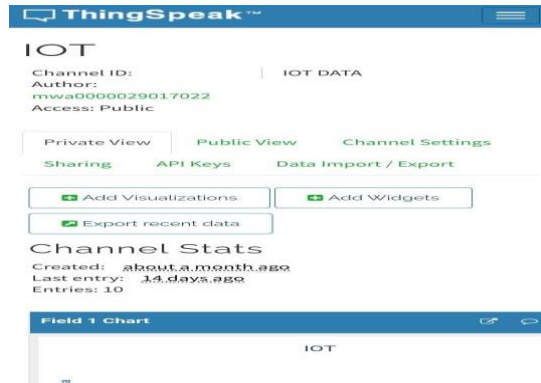 ThingSpeak™
IOT
Channel ID: IOT DATA
Author:
mwa0000029017022
Access: Public
Private View Public View Channel Settings
Sharing API Keys Data Import / Export
Add Visualizations Add Widgets
Export recent data
Channel Stats
Created: about a month ago
Last entry: 14 days ago
Entries: 10
Field 1 Chart
IOT